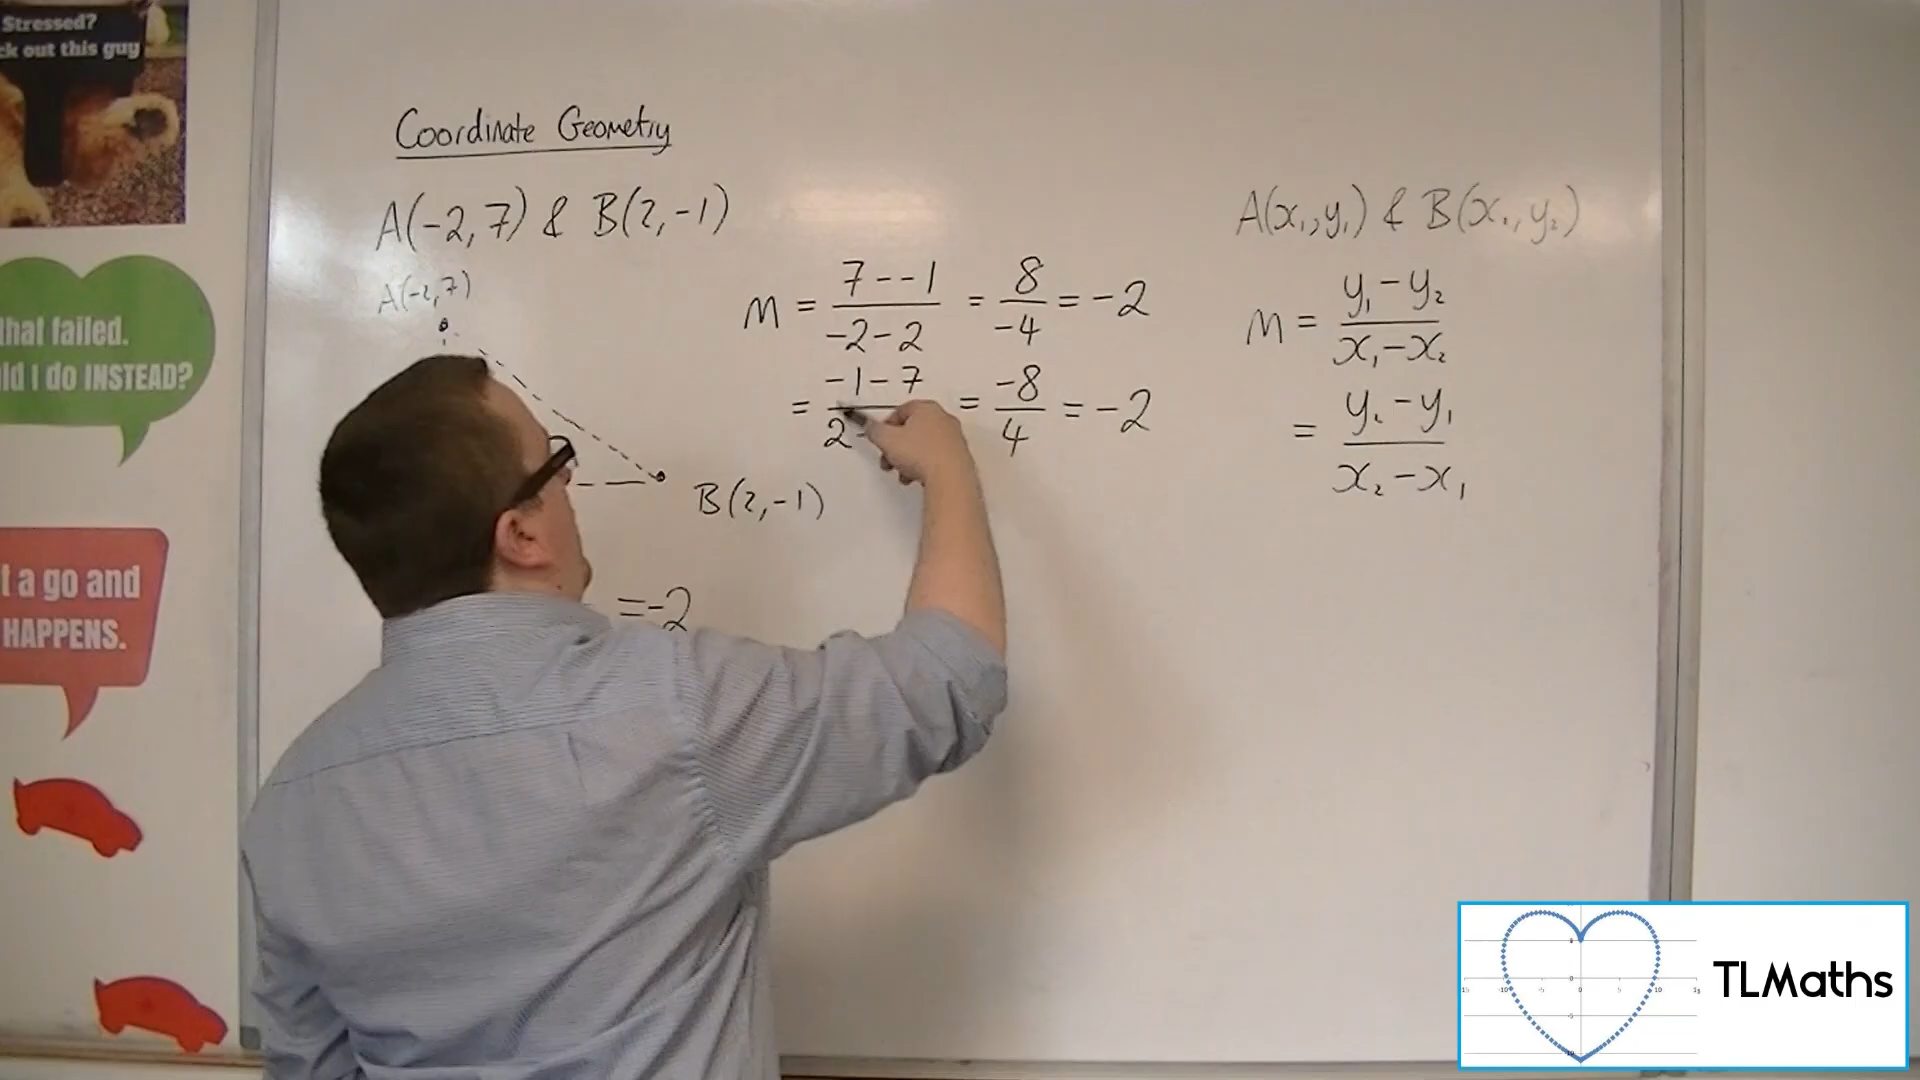 Stressed?
ck out this guy
that failed.
ld I do INSTEAD?
t a go and
HAPPENS.
Coordinate Geometry
A(-2,7) & B(2,-1)
A(-2,7)
B(2,-1)
=-2
m = 7--1/-2-2 = 8/-4 = -2
= -1-7/2- = -8/4 = -2
A(x₁,y₁) & B(x₂,y₂)
m = y₁-y₂/x₁-x₂
= y₂-y₁/x₂-x₁
TLMaths